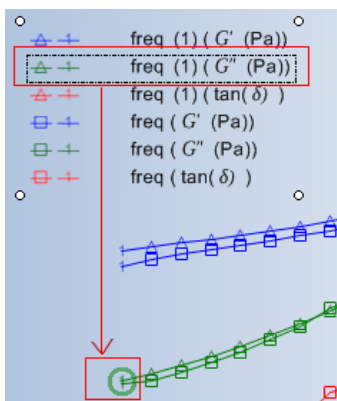 freq (1) ( G' (Pa))
freq (1) ( G" (Pa))
freq (1) ( tan( δ) )
freq ( G' (Pa))
freq ( G" (Pa))
freq ( tan( δ) )